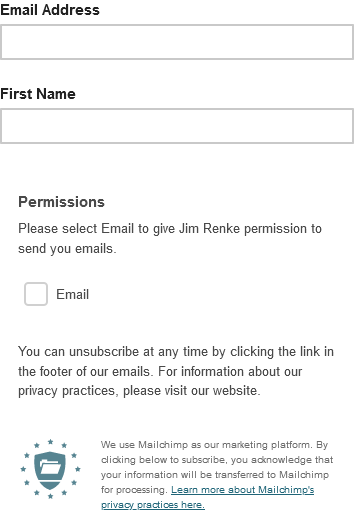 Email Address
First Name
Permissions
Please select Email to give Jim Renke permission to
send you emails.
Email
You can unsubscribe at any time by clicking the link in
the footer of our emails. For information about our
privacy practices, please visit our website.
We use Mailchimp as our marketing platform. By
clicking below to subscribe, you acknowledge that
your information will be transferred to Mailchimp
for processing. Learn more about Mailchimp's
privacy practices here.